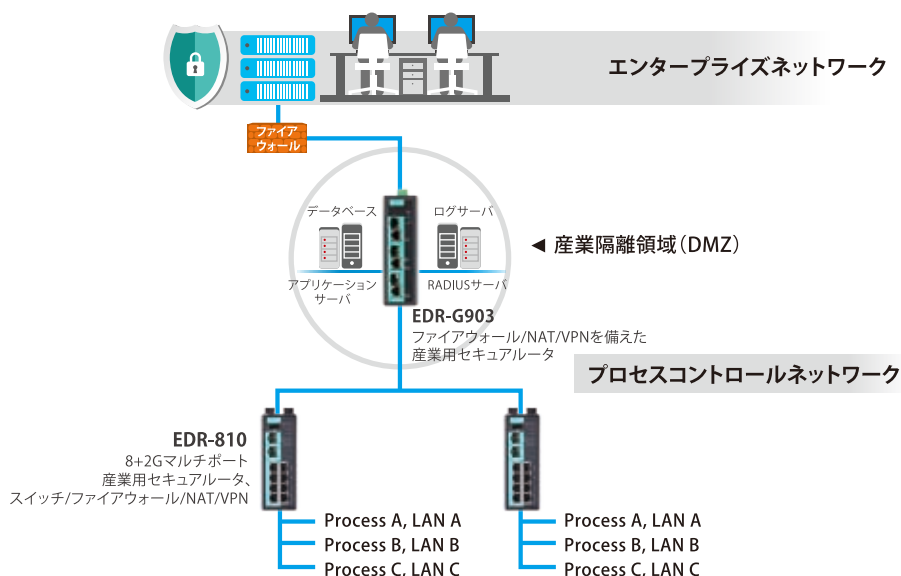 エンタープライズネットワーク
ファイア
ウォール
データベース
ログサーバ
アプリケーション
サーバ
RADIUSサーバ
◀ 産業隔離領域（DMZ）
EDR-G903
ファイアウォール/NAT/VPNを備えた
産業用セキュアルータ
プロセスコントロールネットワーク
EDR-810
8+2Gマルチポート
産業用セキュアルータ、
スイッチ/ファイアウォール/NAT/VPN
Process A, LAN A
Process B, LAN B
Process C, LAN C
Process A, LAN A
Process B, LAN B
Process C, LAN C